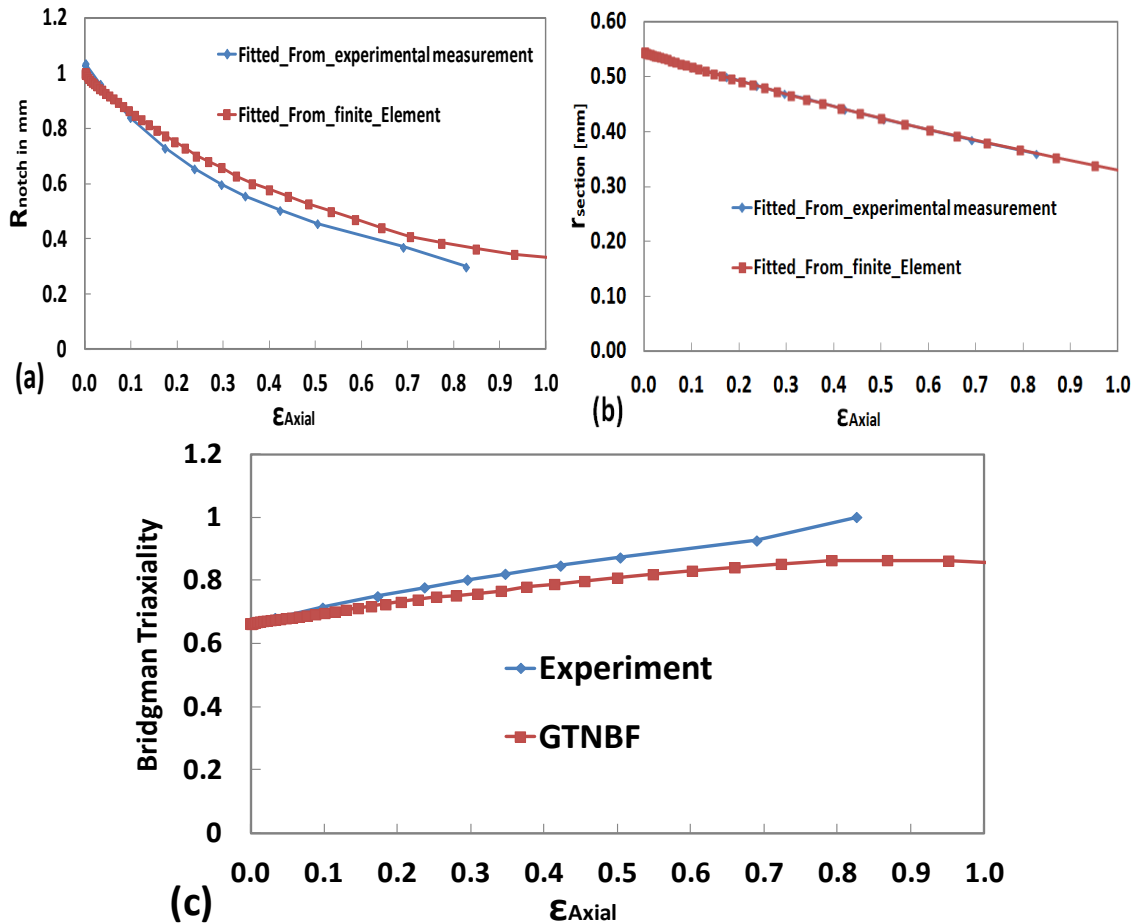 1.2
1
0.8
0.6
0.4
0.2
0
Rnotch in mm
Fitted_From_experimental measurement
Fitted_From_finite_Element
0.0 0.1 0.2 0.3 0.4 0.5 0.6 0.7 0.8 0.9 1.0
(a)
εAxial
0.60
0.50
0.40
0.30
0.20
0.10
0.00
rsection [mm]
Fitted_From_experimental measurement
Fitted_From_finite_Element
0.0 0.1 0.2 0.3 0.4 0.5 0.6 0.7 0.8 0.9 1.0
(b)
εAxial
1.2
1
0.8
0.6
0.4
0.2
0
Bridgman Triaxiality
Experiment
GTNBF
0.0 0.1 0.2 0.3 0.4 0.5 0.6 0.7 0.8 0.9 1.0
(c)
εAxial